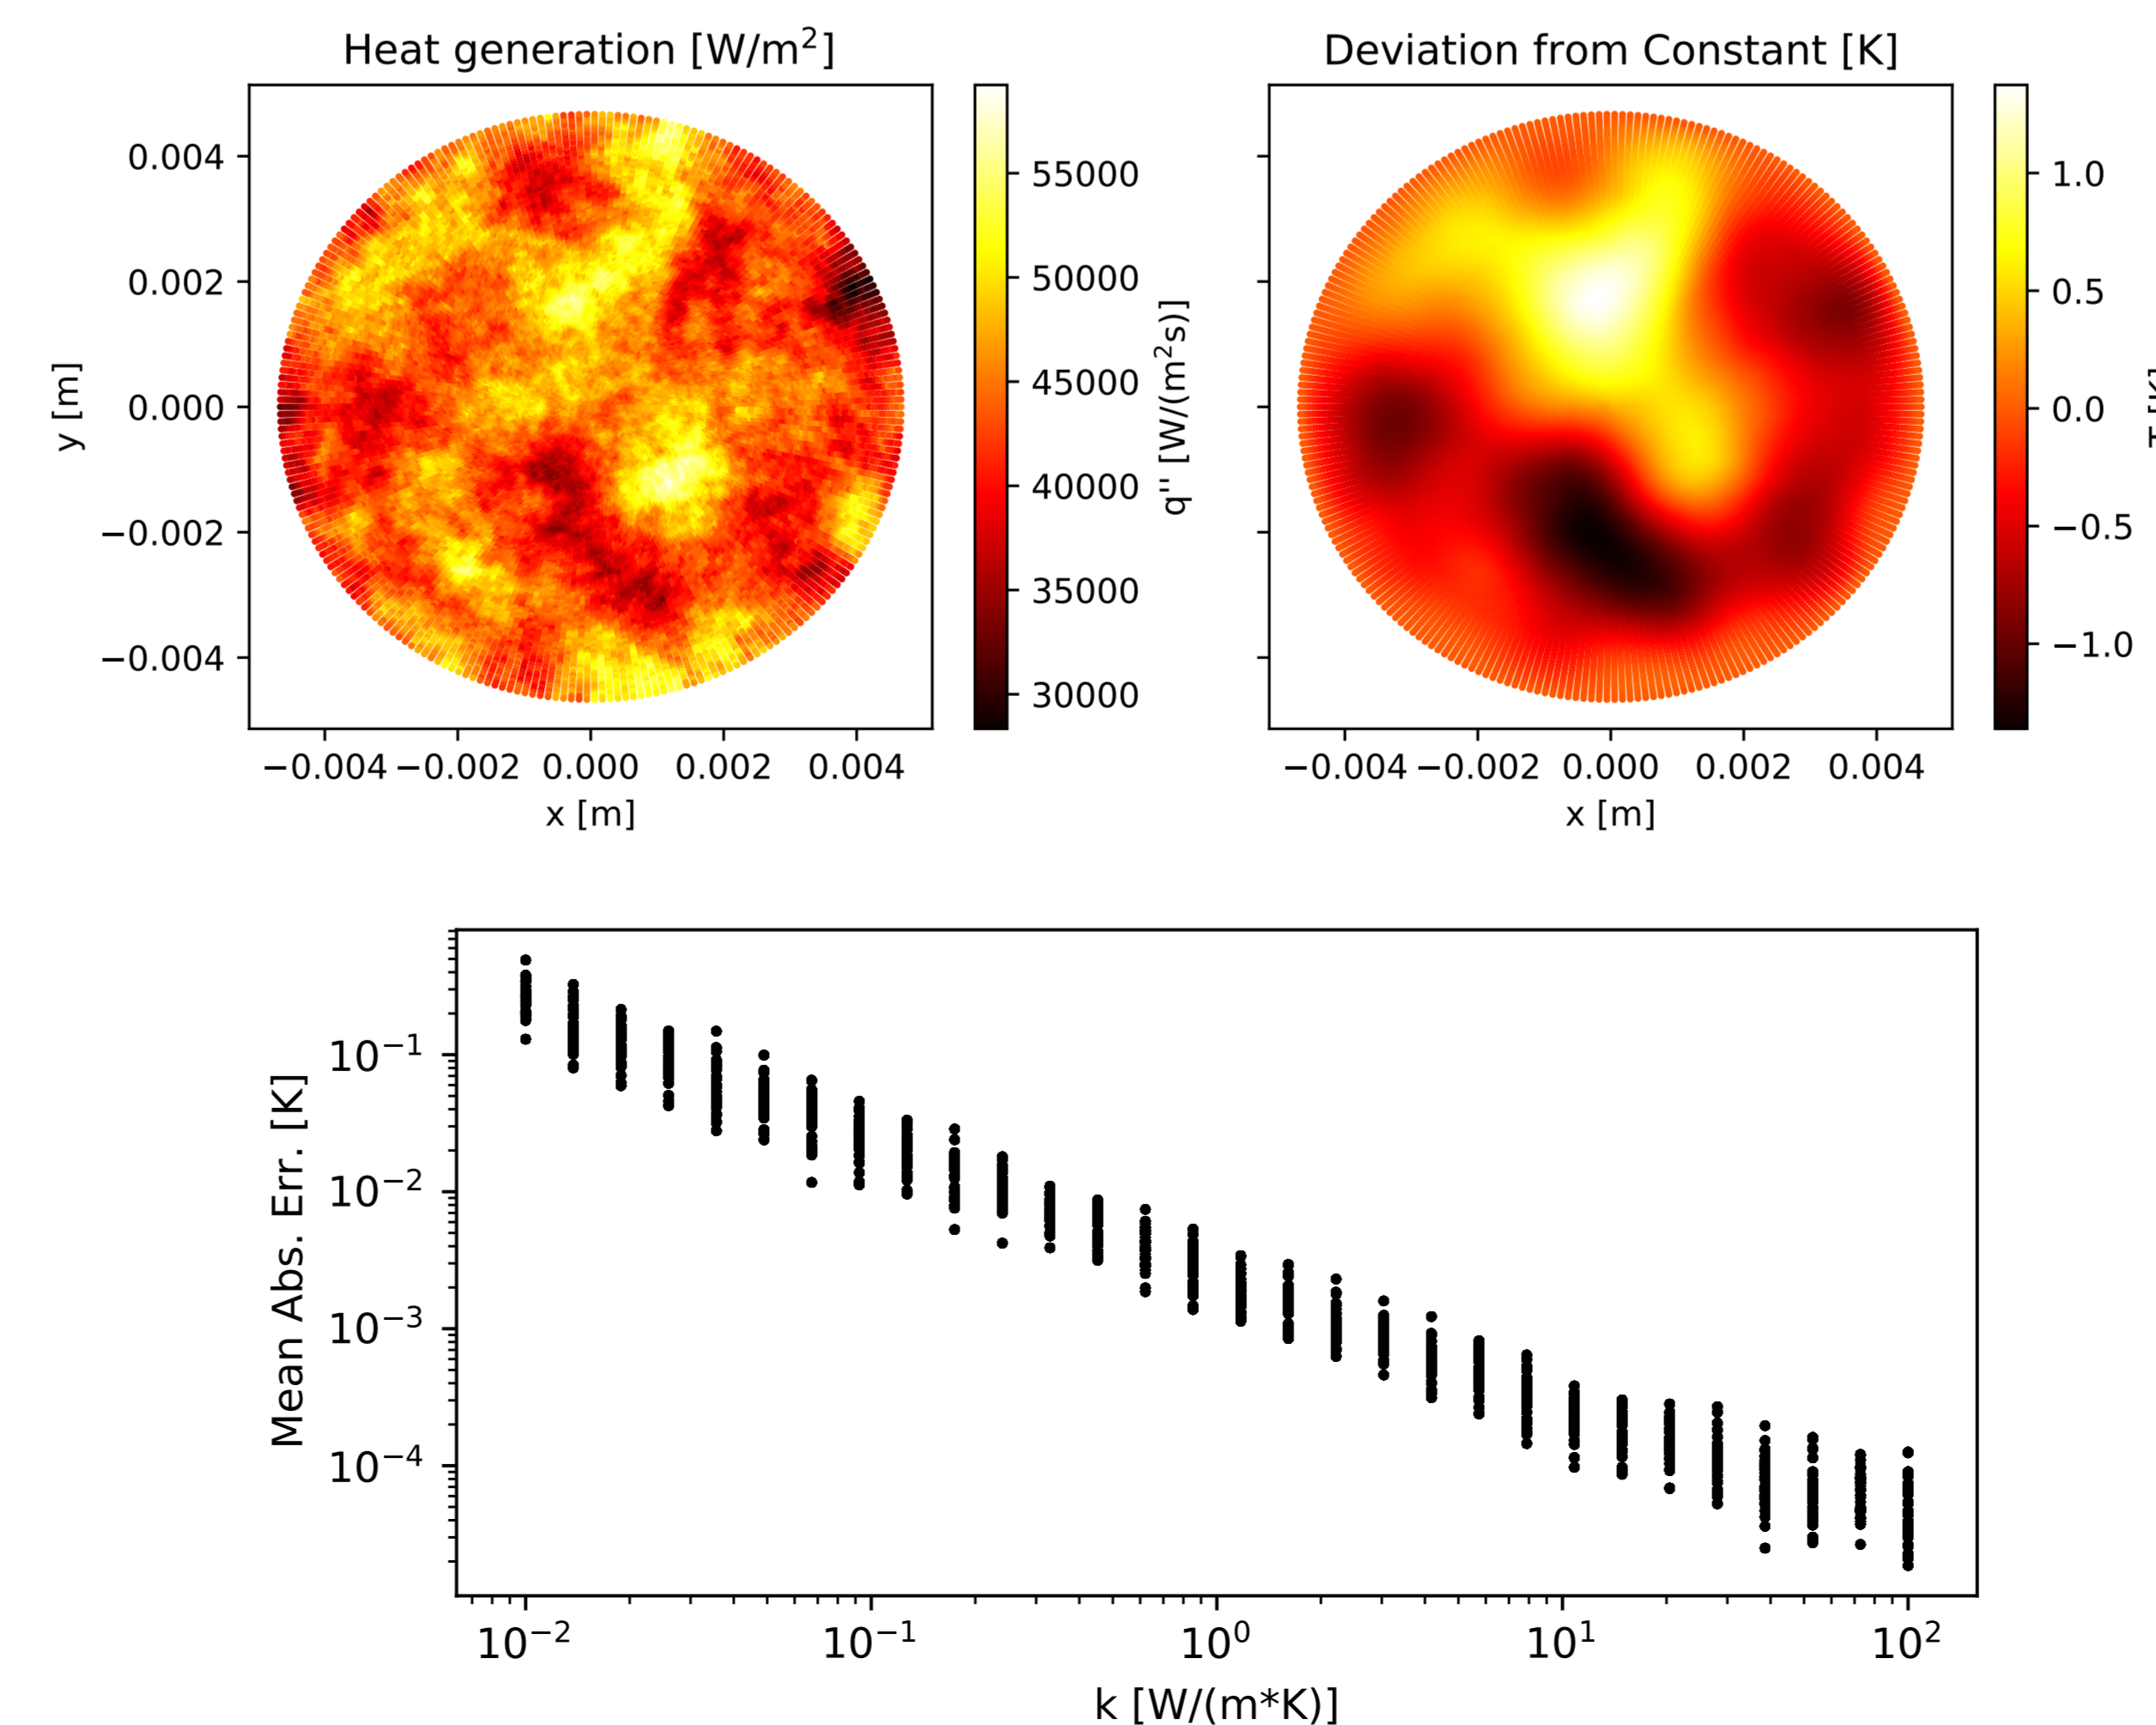 Heat generation [W/m²]
y [m]
0.004
0.002
0.000
−0.002
−0.004
−0.004 −0.002 0.000 0.002 0.004
x [m]
55000
50000
45000
40000
35000
30000
q'' [W/(m²s)]
Deviation from Constant [K]
−0.004 −0.002 0.000 0.002 0.004
x [m]
1.0
0.5
0.0
−0.5
−1.0
Mean Abs. Err. [K]
10⁻¹
10⁻²
10⁻³
10⁻⁴
10⁻² 10⁻¹ 10⁰ 10¹ 10²
k [W/(m*K)]